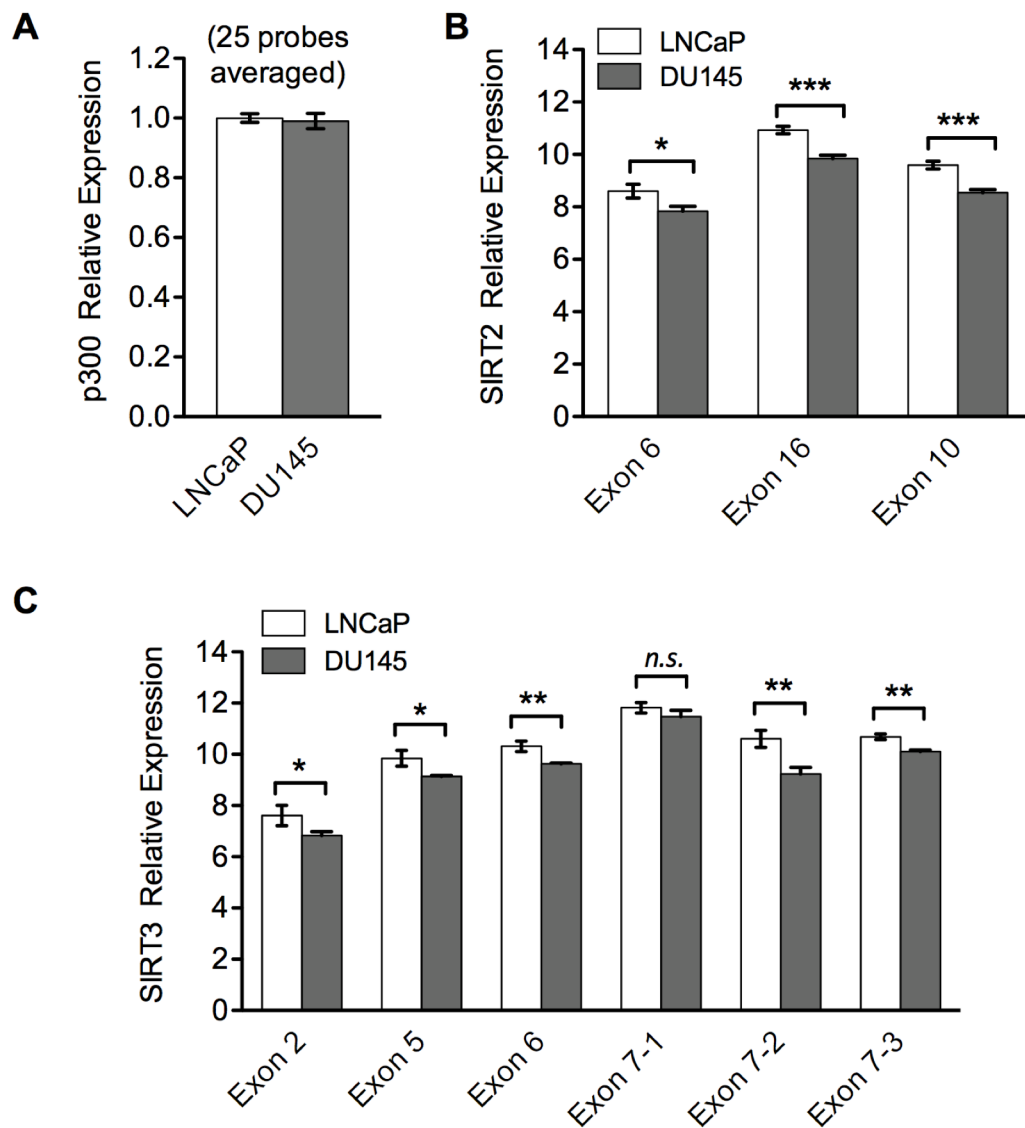 A
(25 probes
averaged)
p300 Relative Expression
1.2
1.0
0.8
0.6
0.4
0.2
0.0
LNCaP
DU145
B
LNCaP
DU145
SIRT2 Relative Expression
14
12
10
8
6
4
2
0
*
***
***
Exon 6
Exon 16
Exon 10
C
LNCaP
DU145
SIRT3 Relative Expression
14
12
10
8
6
4
2
0
*
*
**
n.s.
**
**
Exon 2
Exon 5
Exon 6
Exon 7-1
Exon 7-2
Exon 7-3